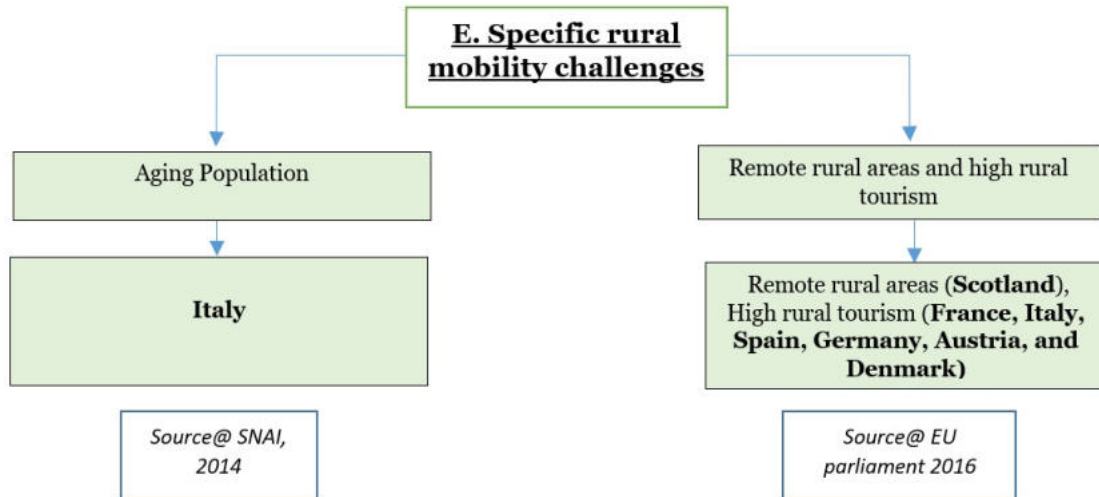 E. Specific rural
mobility challenges
Aging Population
Remote rural areas and high rural
tourism
Italy
Remote rural areas (Scotland),
High rural tourism (France, Italy,
Spain, Germany, Austria, and
Denmark)
Source@ SNAI,
2014
Source@ EU
parliament 2016